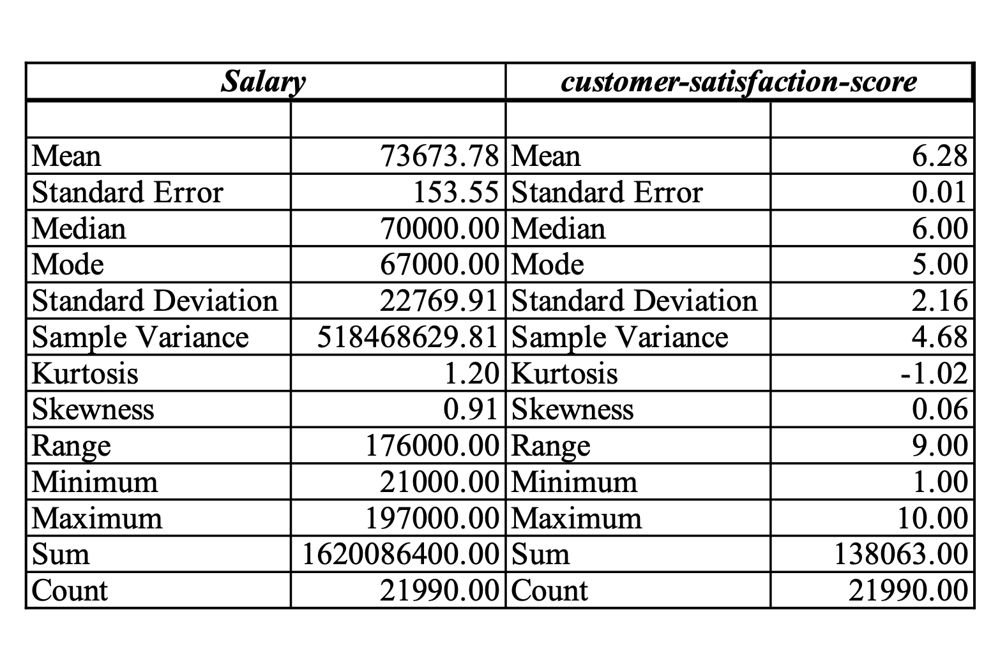 Salary customer-satisfaction-score
Mean 73673.78 Mean 6.28
Standard Error 153.55 Standard Error 0.01
Median 70000.00 Median 6.00
Mode 67000.00 Mode 5.00
Standard Deviation 22769.91 Standard Deviation 2.16
Sample Variance 518468629.81 Sample Variance 4.68
Kurtosis 1.20 Kurtosis -1.02
Skewness 0.91 Skewness 0.06
Range 176000.00 Range 9.00
Minimum 21000.00 Minimum 1.00
Maximum 197000.00 Maximum 10.00
Sum 1620086400.00 Sum 138063.00
Count 21990.00 Count 21990.00